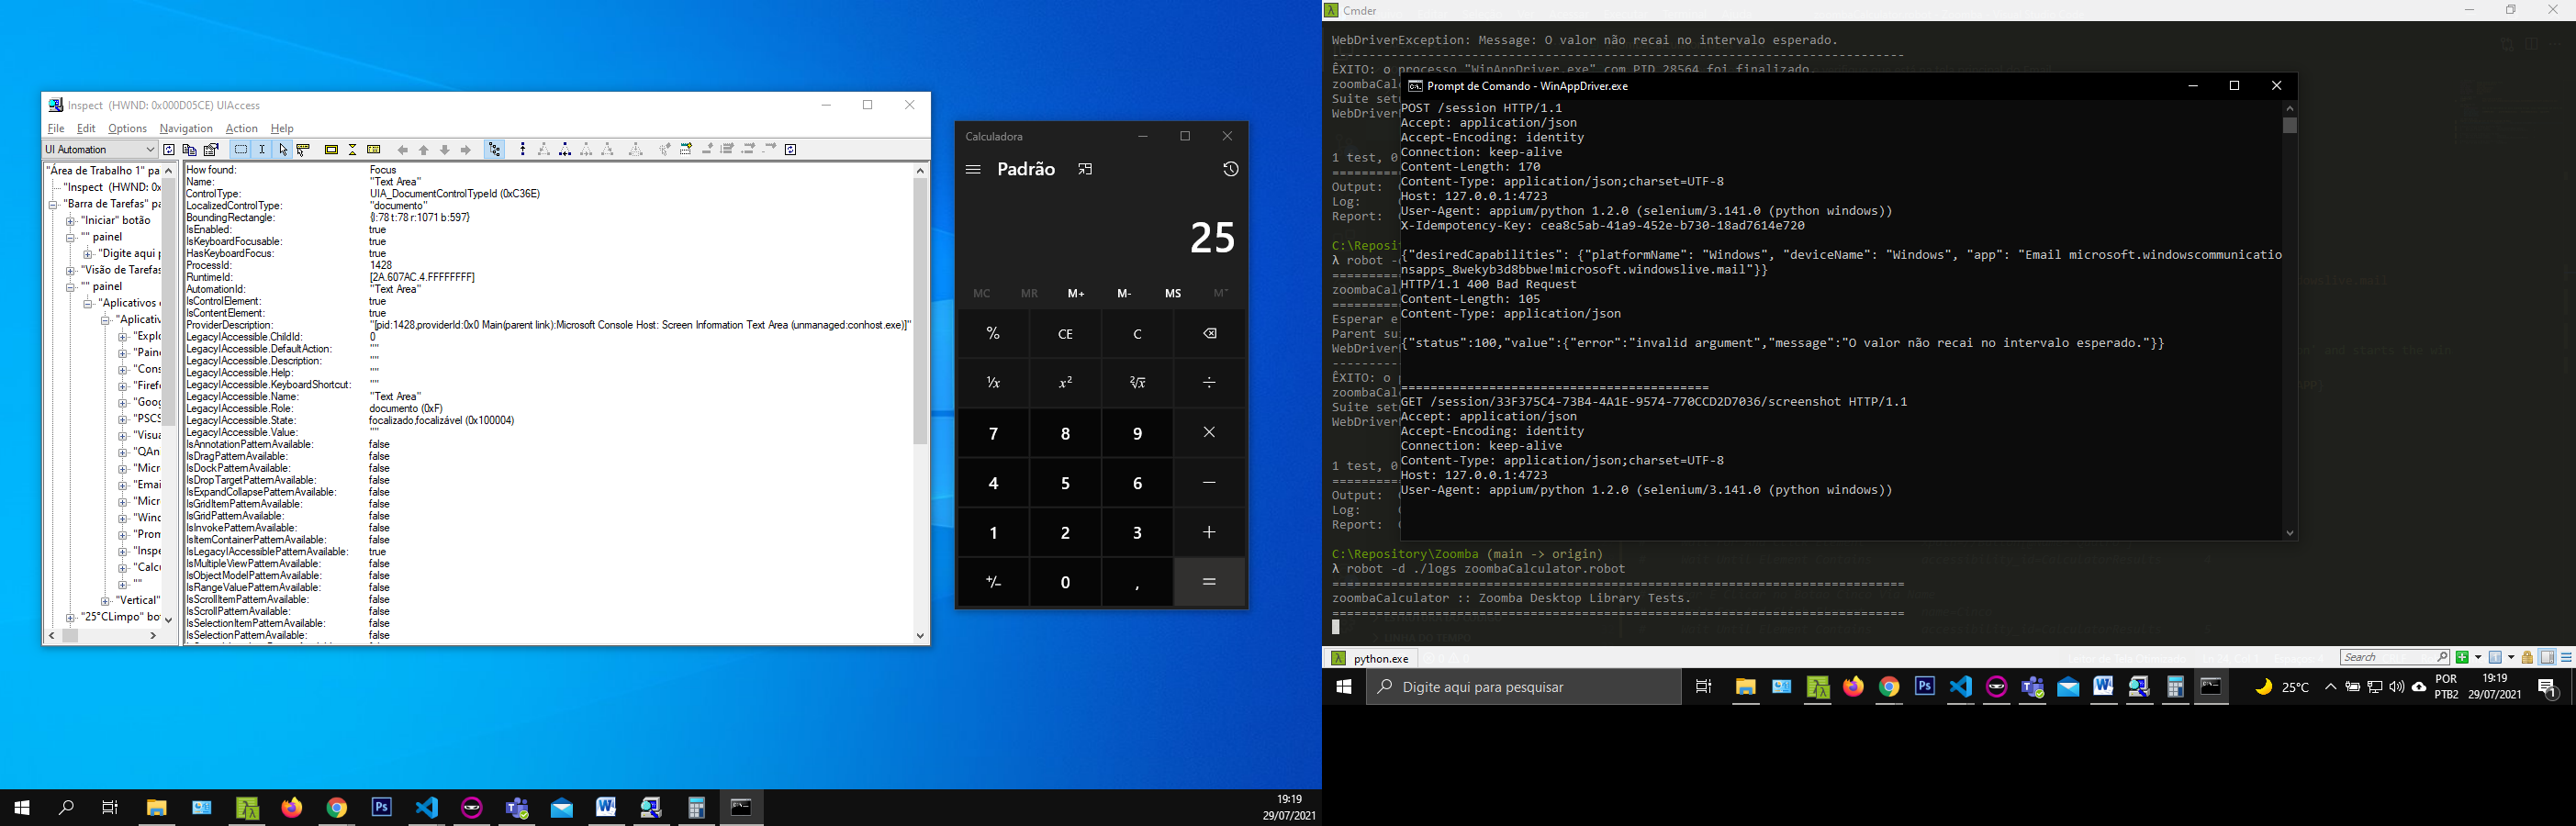 Inspect (HWND: 0x000D05CE) UIAccess
File Edit Options Navigation Action Help
UI Automation
"Área de Trabalho 1" pa
"Inspect (HWND: 0x
"Barra de Tarefas" pa
"Iniciar" botão
"" painel
"Digite aqui p
"Visão de Tarefas
"" painel
"Aplicativos e
"Aplicativ
"Explo
"Paine
"Cons
"Firefo
"Goog
"PSCS
"Visua
"QAn
"Micr
"Emai
"Micr
"Wind
"Prom
"Inspe
"Calcu
""
"Vertical"
"25°CLimpo" bo
How found: Focus
Name: "Text Area"
ControlType: UIA_DocumentControlTypeId (0xC36E)
LocalizedControlType: "documento"
BoundingRectangle: {l:78 t:78 r:1071 b:597}
IsEnabled: true
IsKeyboardFocusable: true
HasKeyboardFocus: true
ProcessId: 1428
RuntimeId: [2A.607AC.4.FFFFFFFF]
AutomationId: "Text Area"
IsControlElement: true
IsContentElement: true
ProviderDescription: "[pid:1428,providerId:0x0 Main(parent link):Microsoft Console Host: Screen Information Text Area (unmanaged:conhost.exe)]"
LegacyIAccessible.ChildId: 0
LegacyIAccessible.DefaultAction: ""
LegacyIAccessible.Description: ""
LegacyIAccessible.Help: ""
LegacyIAccessible.KeyboardShortcut: ""
LegacyIAccessible.Name: "Text Area"
LegacyIAccessible.Role: documento (0xF)
LegacyIAccessible.State: focalizado,focalizável (0x100004)
LegacyIAccessible.Value: ""
IsAnnotationPatternAvailable: false
IsDragPatternAvailable: false
IsDockPatternAvailable: false
IsDropTargetPatternAvailable: false
IsExpandCollapsePatternAvailable: false
IsGridItemPatternAvailable: false
IsGridPatternAvailable: false
IsInvokePatternAvailable: false
IsItemContainerPatternAvailable: false
IsLegacyIAccessiblePatternAvailable: true
IsMultipleViewPatternAvailable: false
IsObjectModelPatternAvailable: false
IsRangeValuePatternAvailable: false
IsScrollItemPatternAvailable: false
IsScrollPatternAvailable: false
IsSelectionItemPatternAvailable: false
IsSelectionPatternAvailable: false
Calculadora
Padrão
25
MC MR M+ M- MS M˅
% CE C
¹/x x² ²√x ÷
7 8 9 ×
4 5 6 −
1 2 3 +
+/− 0 , =
19:19
29/07/2021
Cmder
WebDriverException: Message: O valor não recai no intervalo esperado.
ÊXITO: o processo "WinAppDriver.exe" com PID 28564 foi finalizado.
zoombaCal
Suite setu
WebDriver
1 test, 0
Output:
Log:
Report:
C:\Reposit
λ robot -d
zoombaCal
Esperar e
Parent su
WebDriver
ÊXITO: o p
zoombaCal
Suite setu
WebDriver
1 test, 0
Output:
Log:
Report:
Prompt de Comando - WinAppDriver.exe
POST /session HTTP/1.1
Accept: application/json
Accept-Encoding: identity
Connection: keep-alive
Content-Length: 170
Content-Type: application/json;charset=UTF-8
Host: 127.0.0.1:4723
User-Agent: appium/python 1.2.0 (selenium/3.141.0 (python windows))
X-Idempotency-Key: cea8c5ab-41a9-452e-b730-18ad7614e720
{"desiredCapabilities": {"platformName": "Windows", "deviceName": "Windows", "app": "Email microsoft.windowscommunicatio
nsapps_8wekyb3d8bbwe!microsoft.windowslive.mail"}}
HTTP/1.1 400 Bad Request
Content-Length: 105
Content-Type: application/json
{"status":100,"value":{"error":"invalid argument","message":"O valor não recai no intervalo esperado."}}
==========================================
GET /session/33F375C4-73B4-4A1E-9574-770CCD2D7036/screenshot HTTP/1.1
Accept: application/json
Accept-Encoding: identity
Connection: keep-alive
Content-Type: application/json;charset=UTF-8
Host: 127.0.0.1:4723
User-Agent: appium/python 1.2.0 (selenium/3.141.0 (python windows))
C:\Repository\Zoomba (main -> origin)
λ robot -d ./logs zoombaCalculator.robot
==============================================================================
zoombaCalculator :: Zoomba Desktop Library Tests.
==============================================================================
python.exe
Search
Digite aqui para pesquisar
25°C
POR
PTB2
19:19
29/07/2021
1